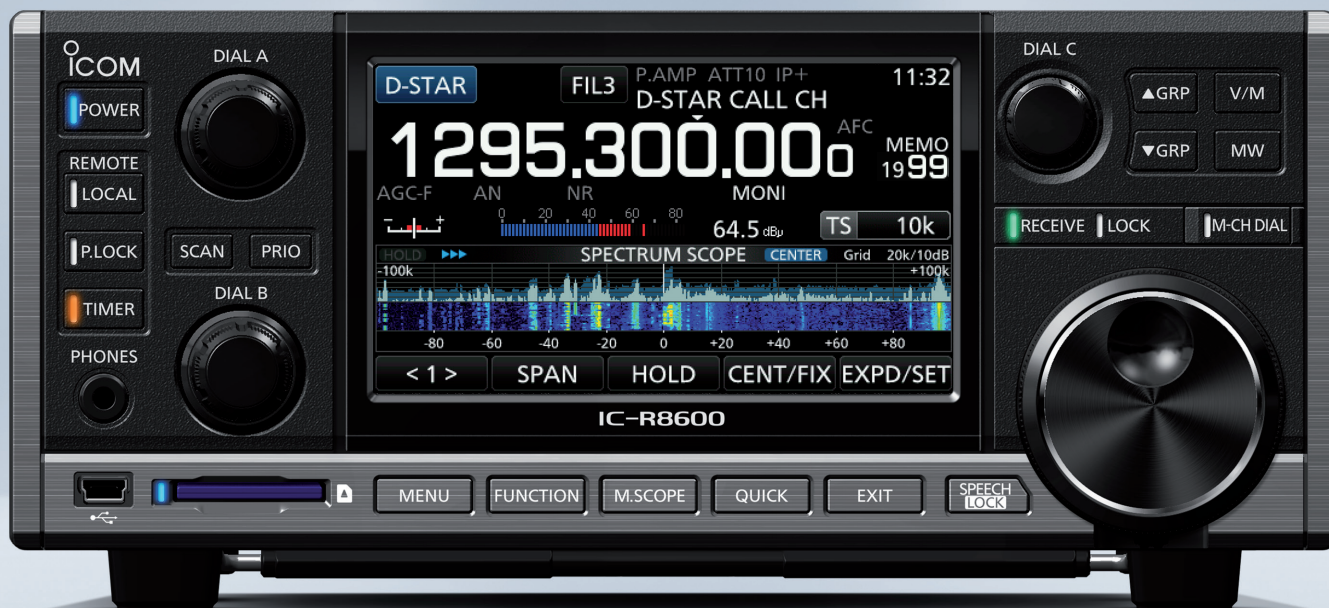 ICOM
POWER
REMOTE
LOCAL
P.LOCK
TIMER
PHONES
DIAL A
SCAN
PRIO
DIAL B
D-STAR
FIL3
P.AMP ATT10 IP+
11:32
D-STAR CALL CH
1295.300.000
AFC
MEMO
1999
AGC-F
AN
NR
MONI
- +
0 20 40 60 80
64.5 dBμ
TS
10k
HOLD
SPECTRUM SCOPE
CENTER
Grid
20k/10dB
-100k
+100k
-80 -60 -40 -20 0 +20 +40 +60 +80
< 1 >
SPAN
HOLD
CENT/FIX
EXPD/SET
IC-R8600
DIAL C
▲GRP
V/M
▼GRP
MW
RECEIVE
LOCK
M-CH DIAL
MENU
FUNCTION
M.SCOPE
QUICK
EXIT
SPEECH
LOCK